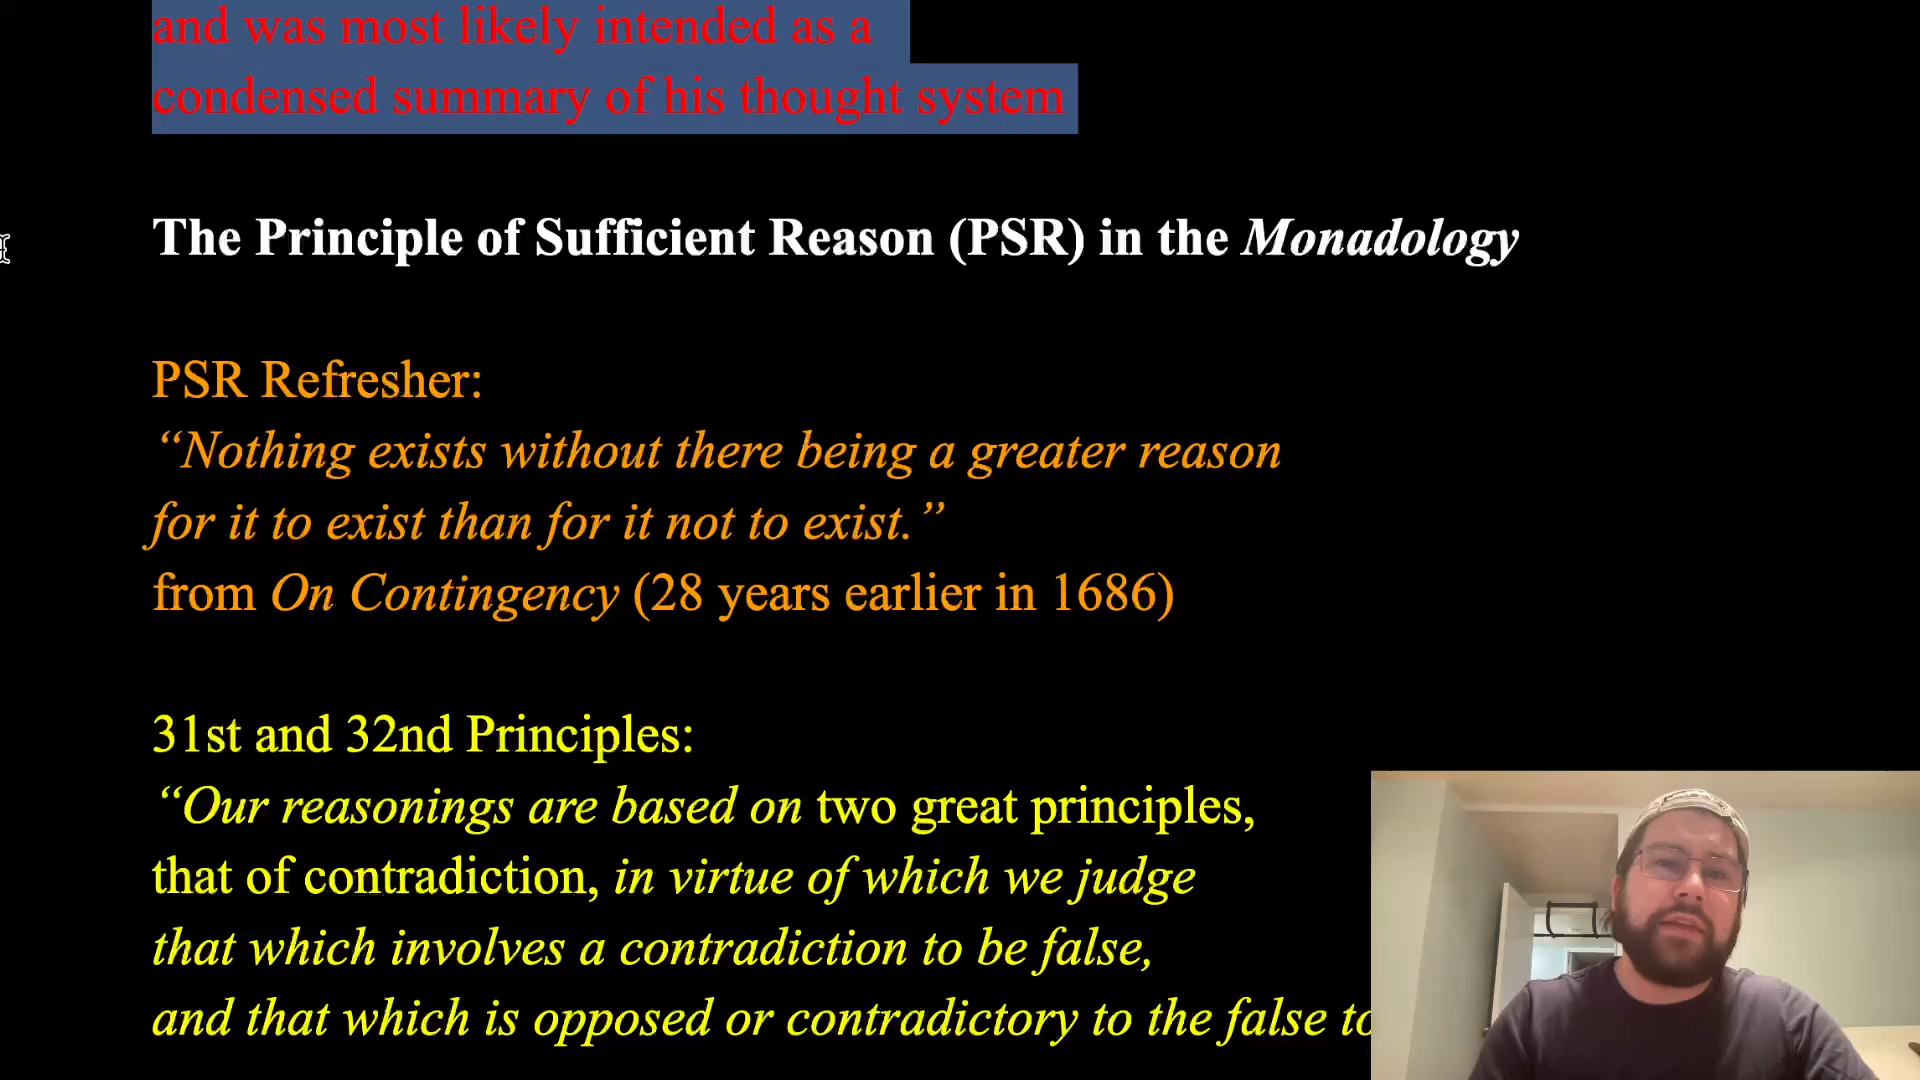 and was most likely intended as a
condensed summary of his thought system
The Principle of Sufficient Reason (PSR) in the Monadology
PSR Refresher:
“Nothing exists without there being a greater reason
for it to exist than for it not to exist.”
from On Contingency (28 years earlier in 1686)
31st and 32nd Principles:
“Our reasonings are based on two great principles,
that of contradiction, in virtue of which we judge
that which involves a contradiction to be false,
and that which is opposed or contradictory to the false to